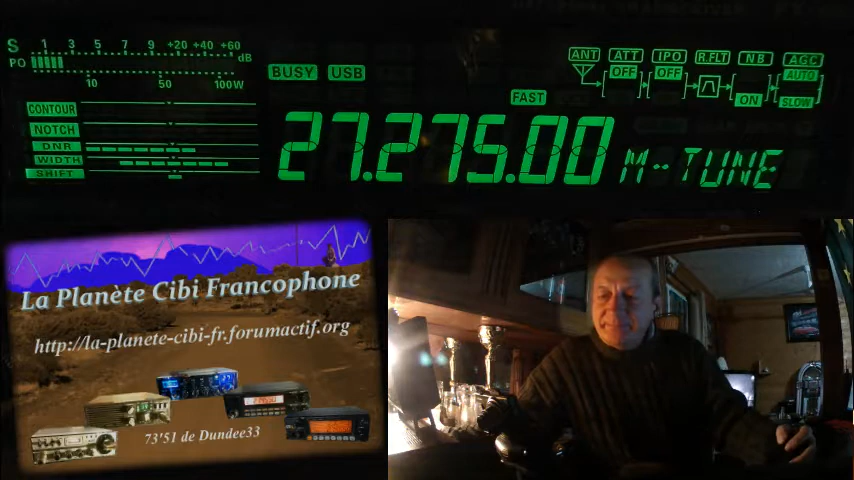 S 1 3 5 7 9 +20 +40 +60 dB
PO
10 50 100W
BUSY USB
ANT ATT IPO R.FLT NB AGC
OFF OFF AUTO
ON SLOW
FAST
CONTOUR
NOTCH
DNR
WIDTH
SHIFT
27.275.00 M-TUNE
La Planète Cibi Francophone
http://la-planete-cibi-fr.forumactif.org
73'51 de Dundee33